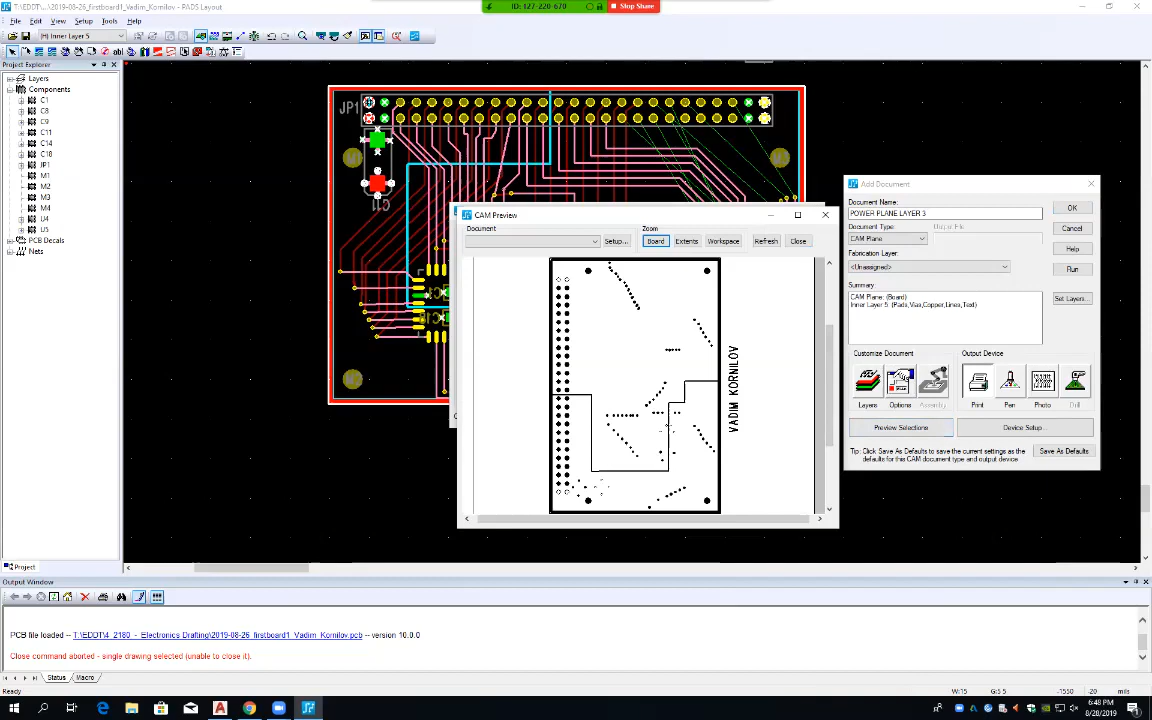 T:\EDDT\...\2019-08-26_firstboard1_Vadim_Kornilov - PADS Layout
ID: 127-220-670
Stop Share
File Edit View Setup Tools Help
(H) Inner Layer 5
Project Explorer
Layers
Components
C1
C8
C9
C11
C14
C18
JP1
M1
M2
M3
M4
U4
U5
PCB Decals
Nets
Project
JP1
CAM Preview
Document
Setup...
Zoom
Board
Extents
Workspace
Refresh
Close
VADIM KORNILOV
Add Document
Document Name:
POWER PLANE LAYER 3
OK
Document Type
Output File
CAM Plane
Cancel
Fabrication Layer:
Help
<Unassigned>
Run
Summary
CAM Plane: (Board)
Inner Layer 5 (Pads,Vias,Copper,Lines,Text)
Set Layers...
Customize Document
Output Device
Layers
Options
Assembly
Print
Pen
Photo
Drill
Preview Selections
Device Setup...
Tip: Click Save As Defaults to save the current settings as the
defaults for this CAM document type and output device
Save As Defaults
Output Window
PCB file loaded -- T:\EDDT\4_2180 - Electronics Drafting\2019-08-26_firstboard1_Vadim_Kornilov.pcb -- version 10.0.0
Close command aborted - single drawing selected (unable to close it).
Status
Macro
Ready
W:15
G:5 5
-1550
-20
mils
6:48 PM
8/28/2019